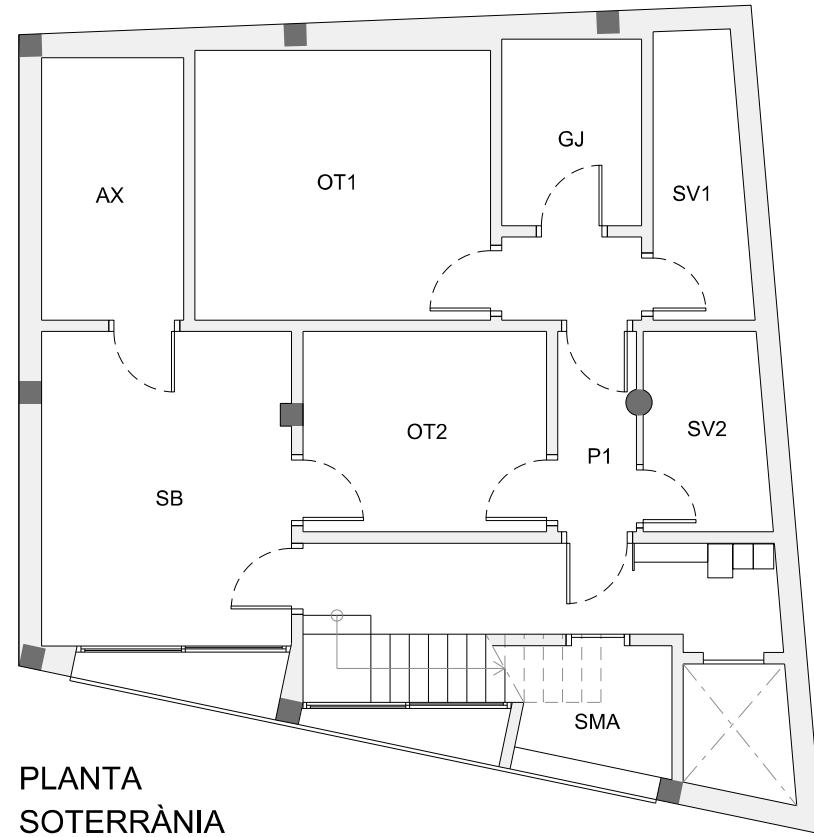 GJ
OT1
SV1
AX
OT2
SV2
P1
SB
SMA
PLANTA
SOTERRÀNIA